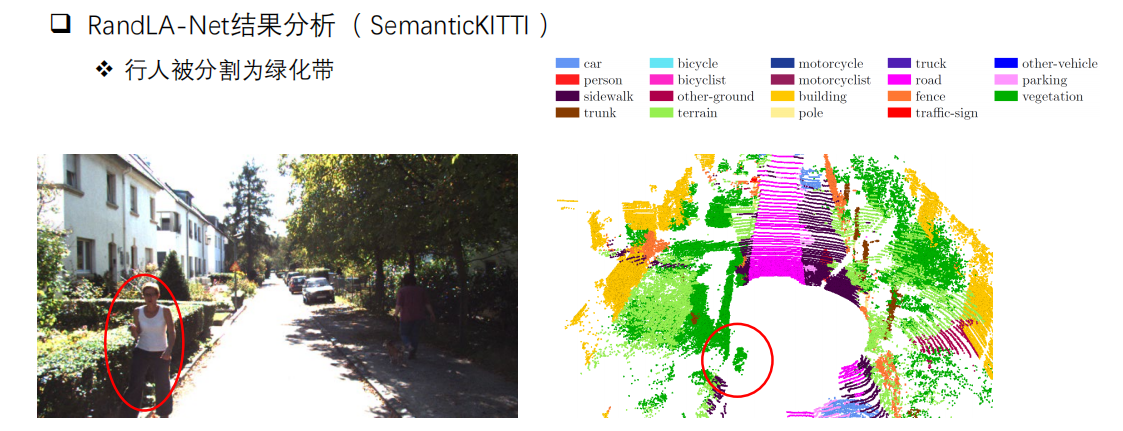 RandLA-Net结果分析（ SemanticKITTI ）
行人被分割为绿化带
car bicycle motorcycle truck other-vehicle
person bicyclist motorcyclist road parking
sidewalk other-ground building fence vegetation
trunk terrain pole traffic-sign